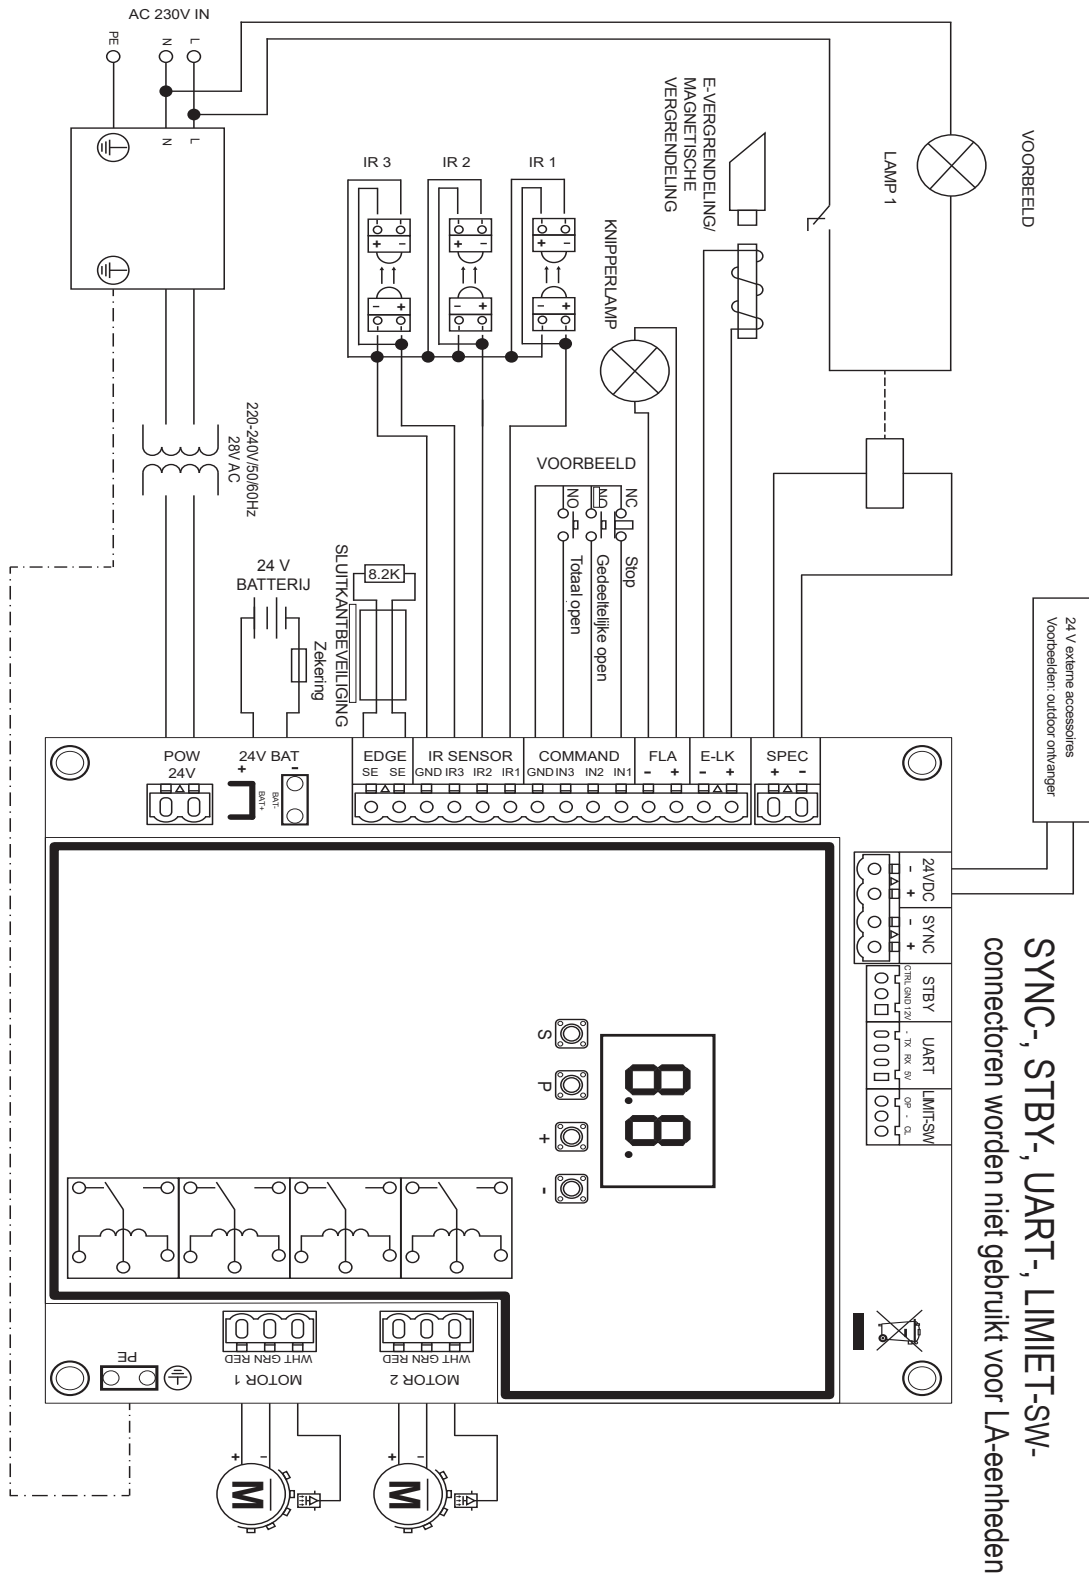 AC 230V IN
PE
N
L
N
L
VOORBEELD
LAMP 1
E-VERGRENDELING/
MAGNETISCHE
VERGRENDELING
IR 3
IR 2
IR 1
+ -
+ -
+ -
- +
- +
- +
KNIPPERLAMP
220-240V/50/60Hz
28V AC
24 V
BATTERIJ
Zekering
SLUITKANTBEVEILIGING
8.2K
VOORBEELD
NO
NO
NC
Totaal open
Gedeeltelijke open
Stop
24 V externe accessoires
Voorbeelden: outdoor ontvanger
POW
24V
24V BAT
+ -
BAT+
BAT-
EDGE
SE SE
IR SENSOR
GND IR3 IR2 IR1
COMMAND
GND IN3 IN2 IN1
FLA
- +
E-LK
- +
SPEC
+ -
24VDC
- +
SYNC
- +
STBY
CTRL GND 12V
UART
- TX RX 5V
LIMIT-SW
OP - CL
SYNC-, STBY-, UART-, LIMIET-SW-
connectoren worden niet gebruikt voor LA-eenheden
8.8.
S
P
+
-
WHT GRN RED
MOTOR 1
WHT GRN RED
MOTOR 2
PE
+ -
M
+ -
M